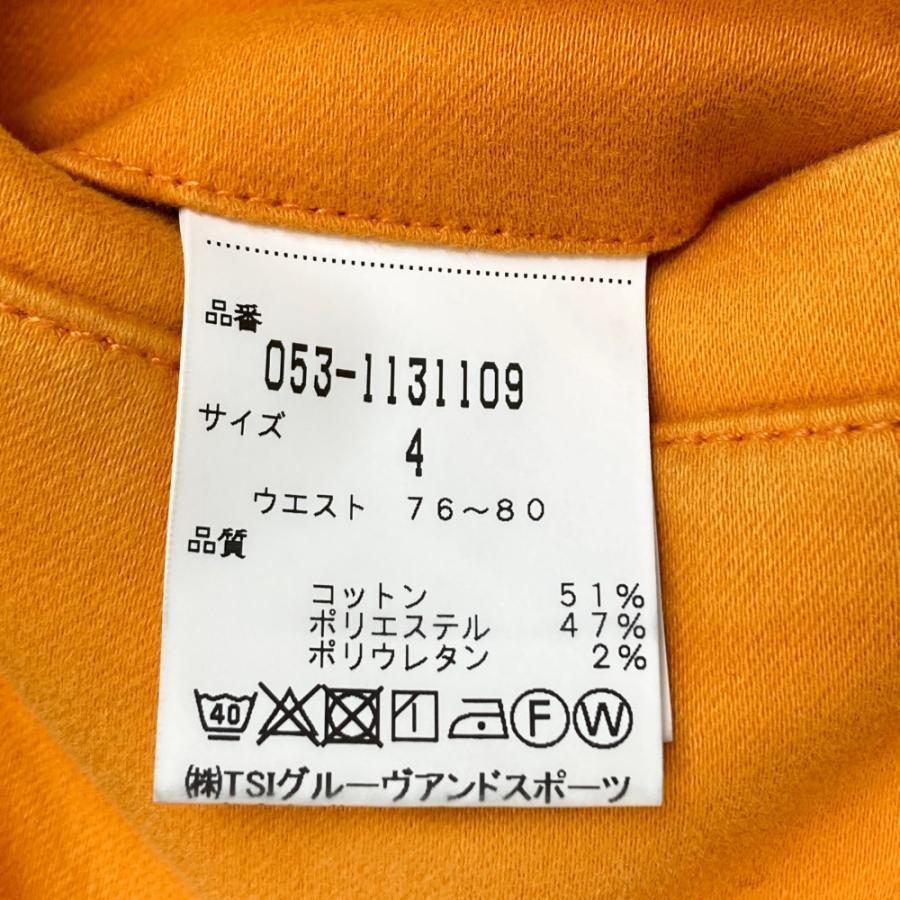 品番
053-1131109
サイズ
4
ウエスト 76～80
品質
コットン 51%
ポリエステル 47%
ポリウレタン 2%
40 F W
㈱TSIグルーヴアンドスポーツ